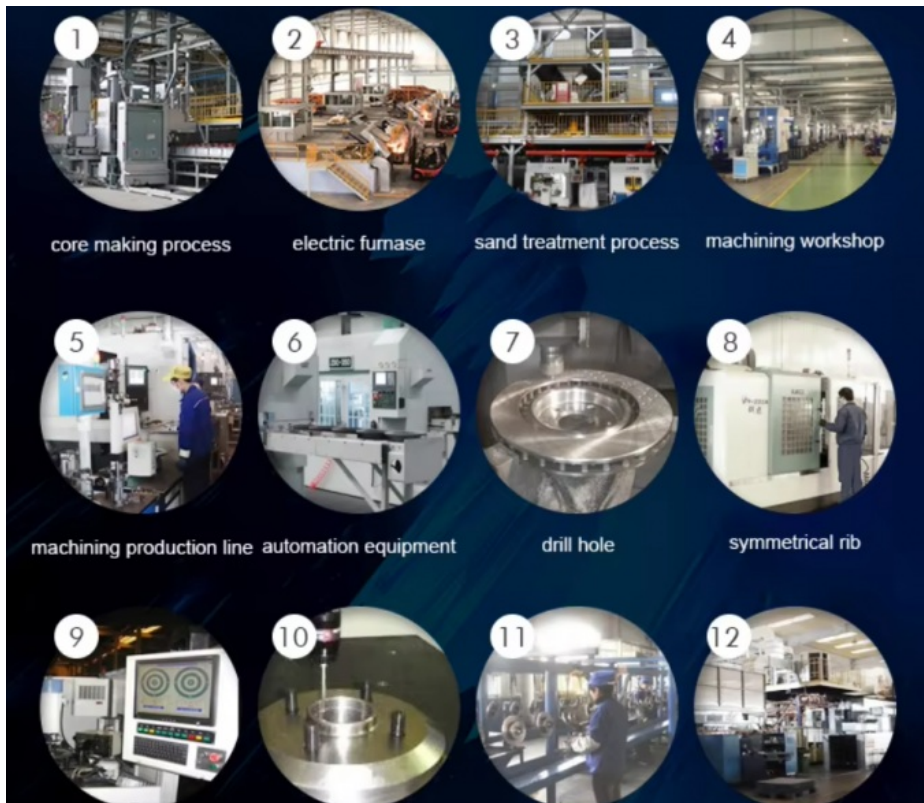 1 2 3 4
core making process electric furnase sand treatment process machining workshop
5 6 7 8
machining production line automation equipment drill hole symmetrical rib
9 10 11 12